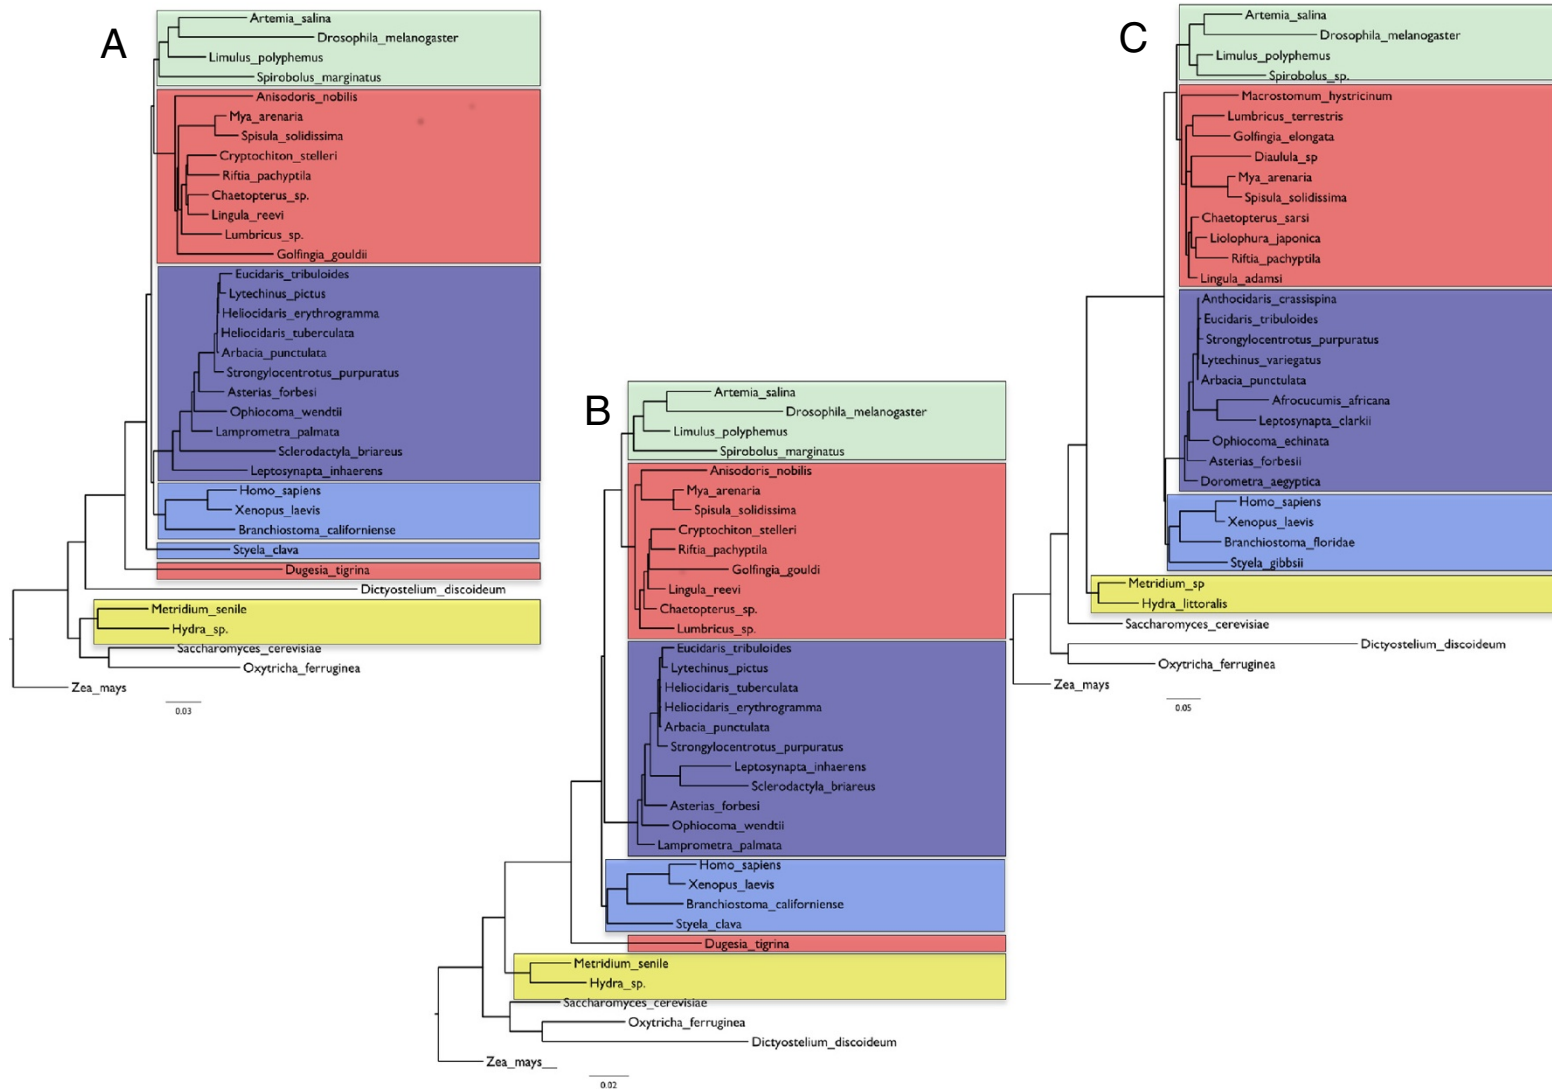 A
Artemia_salina
Drosophila_melanogaster
Limulus_polyphemus
Spirobolus_marginatus
Anisodoris_nobilis
Mya_arenaria
Spisula_solidissima
Cryptochiton_stelleri
Riftia_pachyptila
Chaetopterus_sp.
Lingula_reevi
Lumbricus_sp.
Golfingia_gouldii
Eucidaris_tribuloides
Lytechinus_pictus
Heliocidaris_erythrogramma
Heliocidaris_tuberculata
Arbacia_punctulata
Strongylocentrotus_purpuratus
Asterias_forbesi
Ophiocoma_wendtii
Lamprometra_palmata
Sclerodactyla_briareus
Leptosynapta_inhaerens
Homo_sapiens
Xenopus_laevis
Branchiostoma_californiense
Styela_clava
Dugesia_tigrina
Dictyostelium_discoideum
Metridium_senile
Hydra_sp.
Saccharomyces_cerevisiae
Oxytricha_ferruginea
Zea_mays
0.03
B
Artemia_salina
Drosophila_melanogaster
Limulus_polyphemus
Spirobolus_marginatus
Anisodoris_nobilis
Mya_arenaria
Spisula_solidissima
Cryptochiton_stelleri
Riftia_pachyptila
Golfingia_gouldi
Lingula_reevi
Chaetopterus_sp.
Lumbricus_sp.
Eucidaris_tribuloides
Lytechinus_pictus
Heliocidaris_tuberculata
Heliocidaris_erythrogramma
Arbacia_punctulata
Strongylocentrotus_purpuratus
Leptosynapta_inhaerens
Sclerodactyla_briareus
Asterias_forbesi
Ophiocoma_wendtii
Lamprometra_palmata
Homo_sapiens
Xenopus_laevis
Branchiostoma_californiense
Styela_clava
Dugesia_tigrina
Metridium_senile
Hydra_sp.
Saccharomyces_cerevisiae
Oxytricha_ferruginea
Dictyostelium_discoideum
Zea_mays__
0.02
C
Artemia_salina
Drosophila_melanogaster
Limulus_polyphemus
Spirobolus_sp.
Macrostomum_hystricinum
Lumbricus_terrestris
Golfingia_elongata
Diaulula_sp
Mya_arenaria
Spisula_solidissima
Chaetopterus_sarsi
Liolophura_japonica
Riftia_pachyptila
Lingula_adamsi
Anthocidaris_crassispina
Eucidaris_tribuloides
Strongylocentrotus_purpuratus
Lytechinus_variegatus
Arbacia_punctulata
Afrocucumis_africana
Leptosynapta_clarkii
Ophiocoma_echinata
Asterias_forbesii
Dorometra_aegyptica
Homo_sapiens
Xenopus_laevis
Branchiostoma_floridae
Styela_gibbsii
Metridium_sp
Hydra_littoralis
Saccharomyces_cerevisiae
Dictyostelium_discoideum
Oxytricha_ferruginea
Zea_mays
0.05